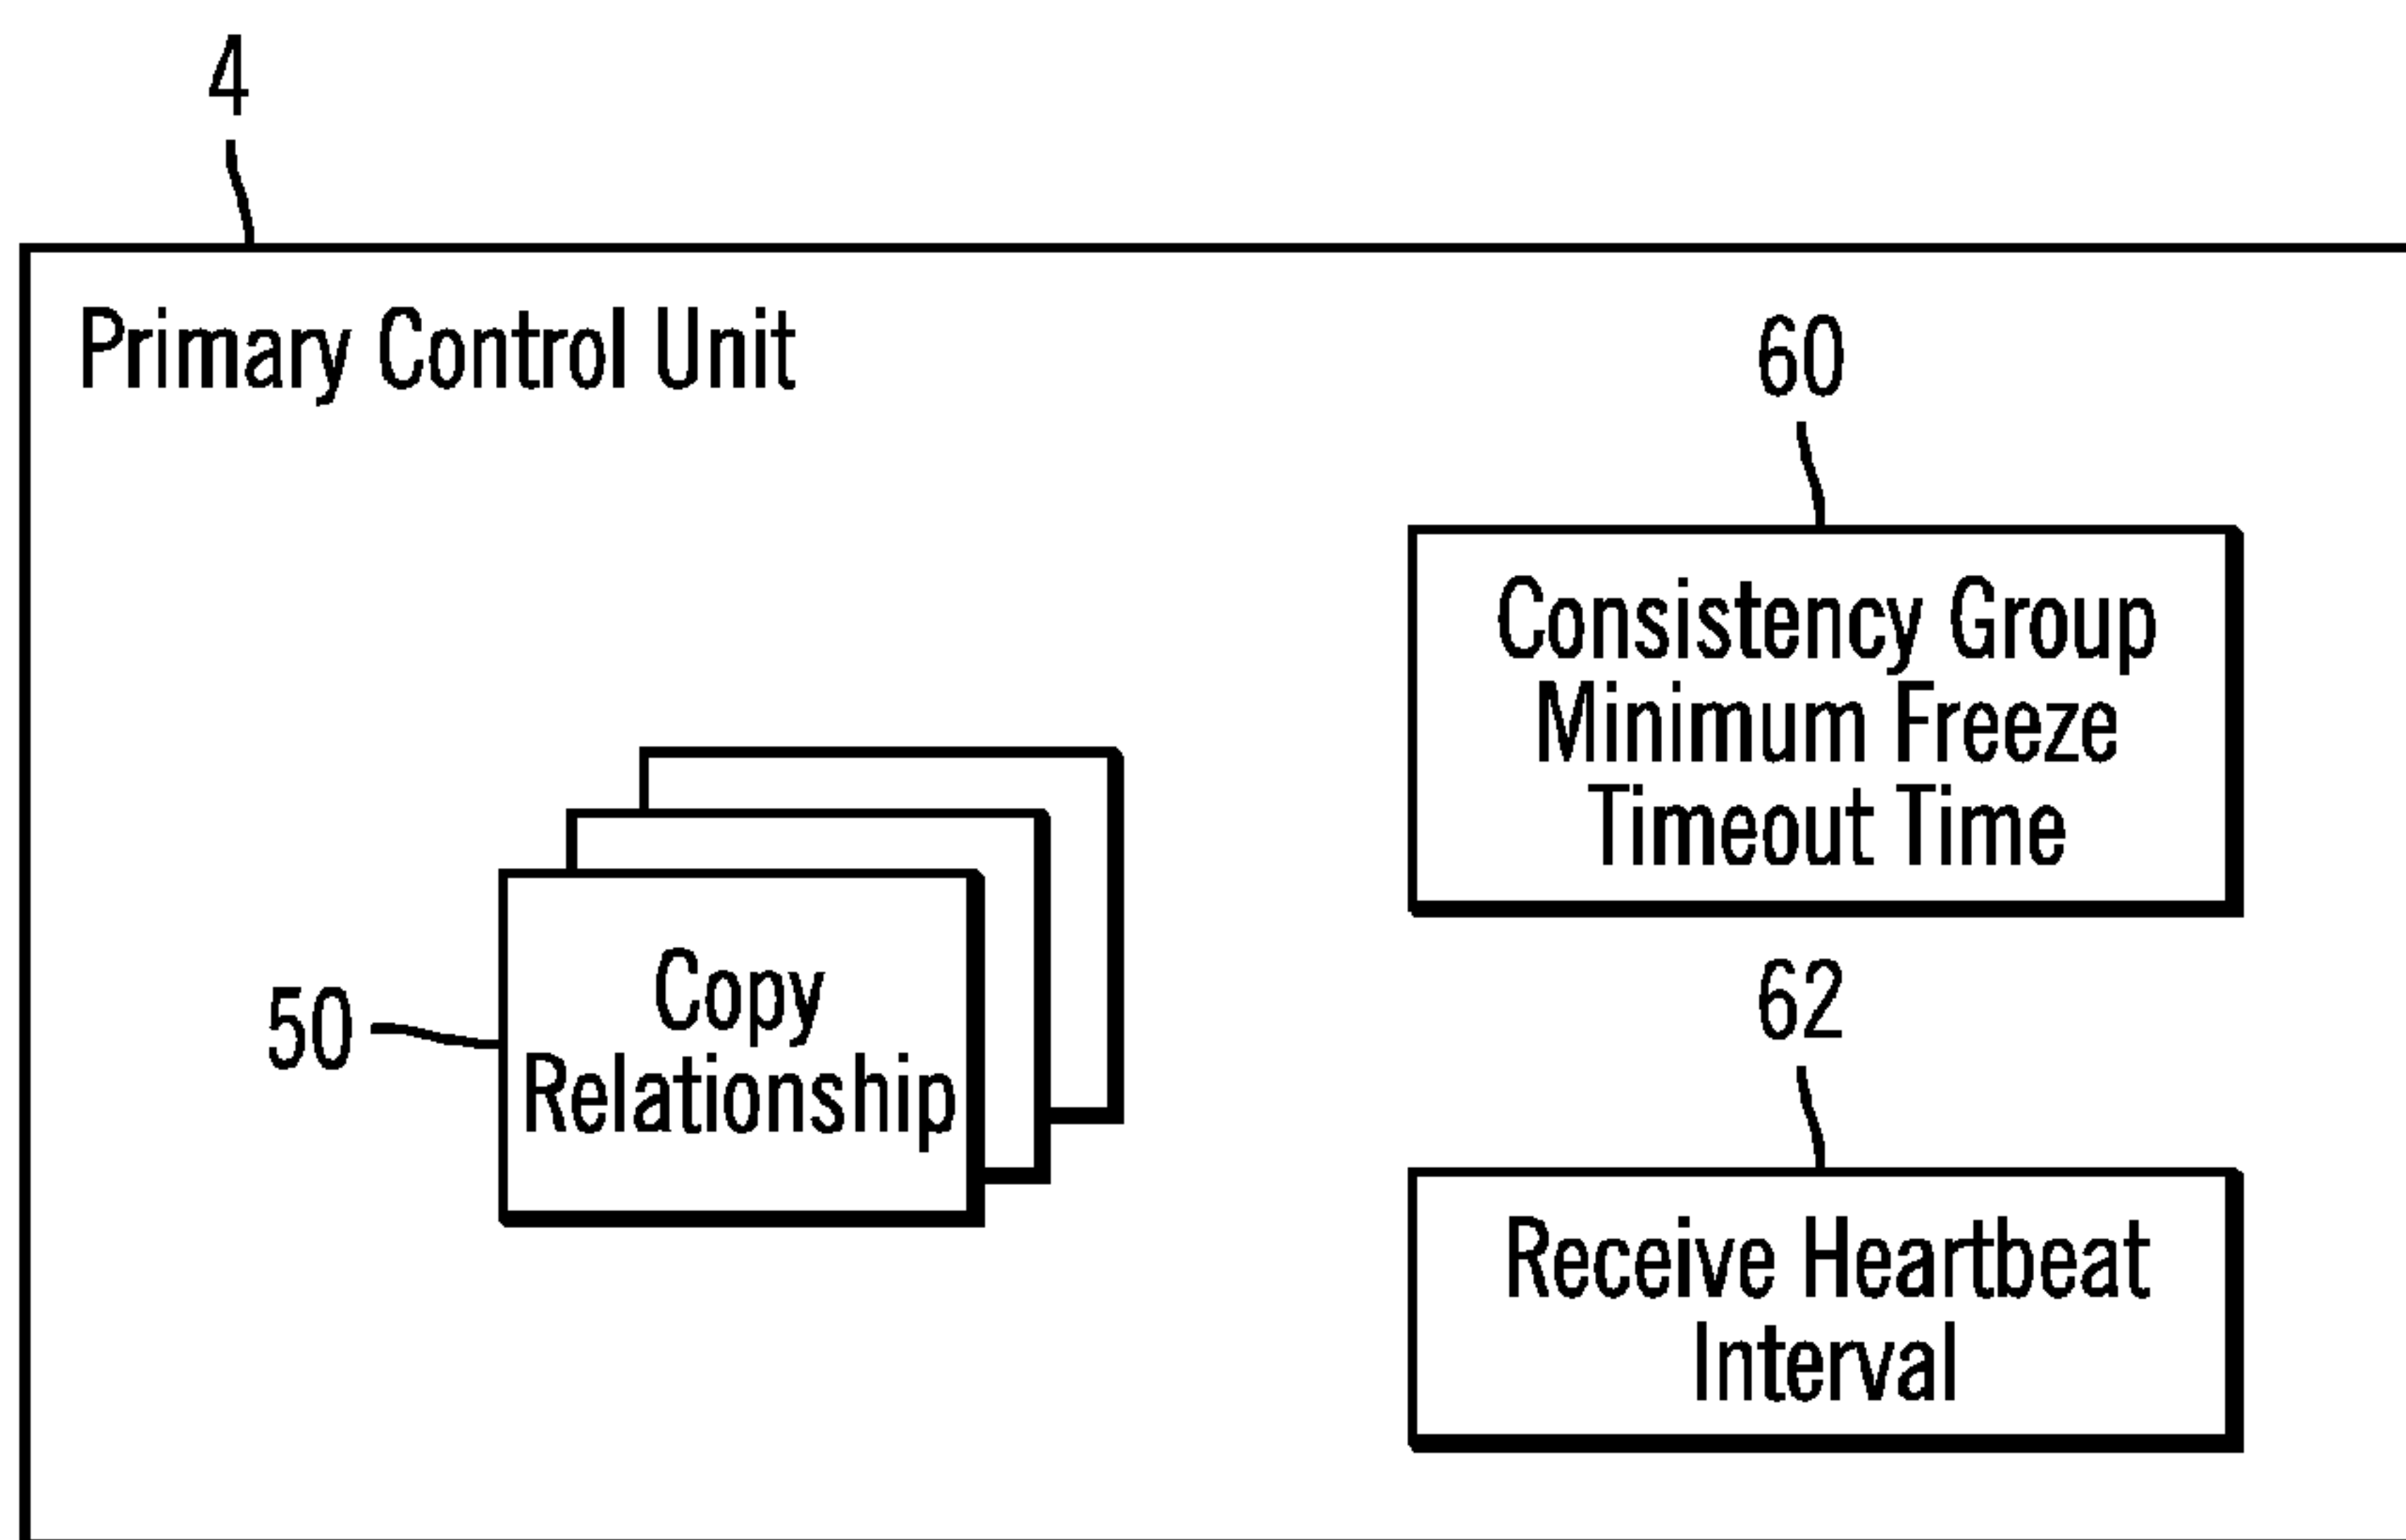 4
Primary Control Unit
60
Consistency Group
Minimum Freeze
Timeout Time
50
Copy
Relationship
62
Receive Heartbeat
Interval